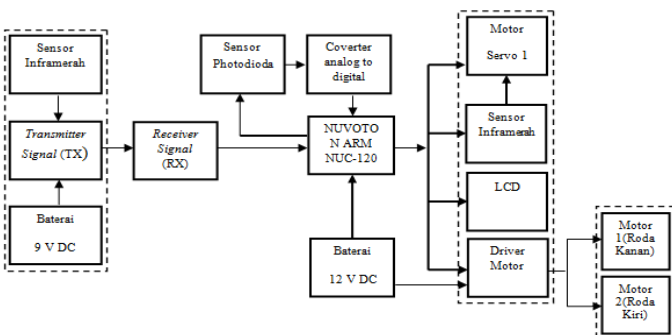 Sensor
Inframerah
Transmitter
Signal (TX)
Baterai
9 V DC
Receiver
Signal
(RX)
Sensor
Photodioda
Coverter
analog to
digital
NUVOTO
N ARM
NUC-120
Baterai
12 V DC
Motor
Servo 1
Sensor
Inframerah
LCD
Driver
Motor
Motor
1(Roda
Kanan)
Motor
2(Roda
Kiri)